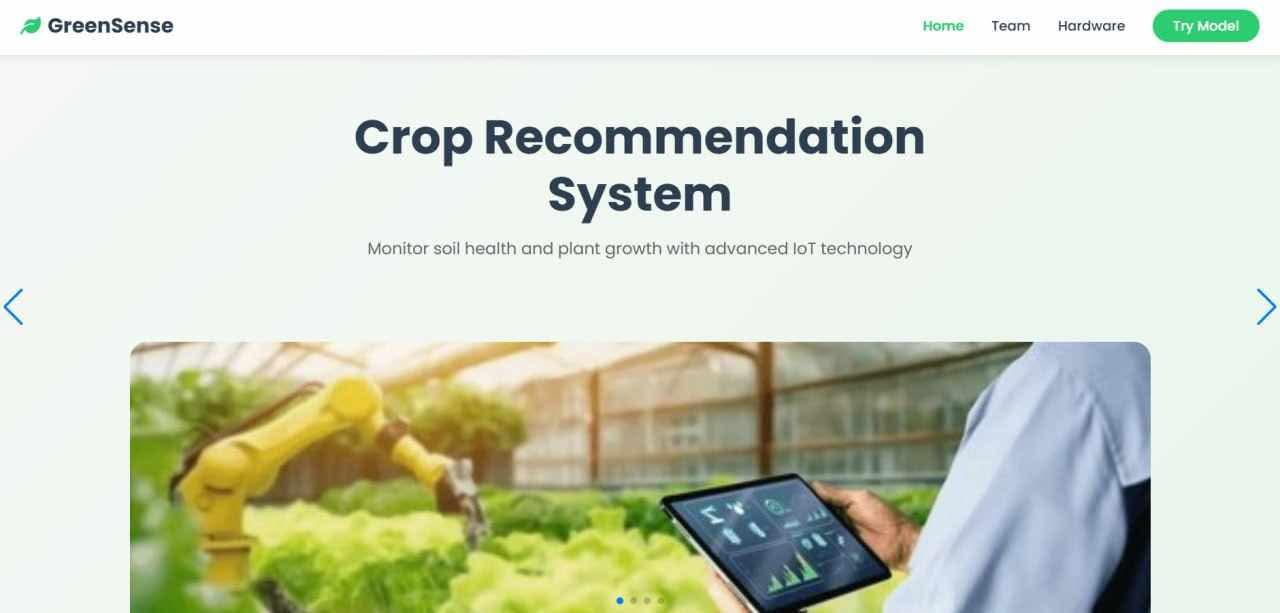 GreenSense
Home
Team
Hardware
Try Model
Crop Recommendation
System
Monitor soil health and plant growth with advanced IoT technology